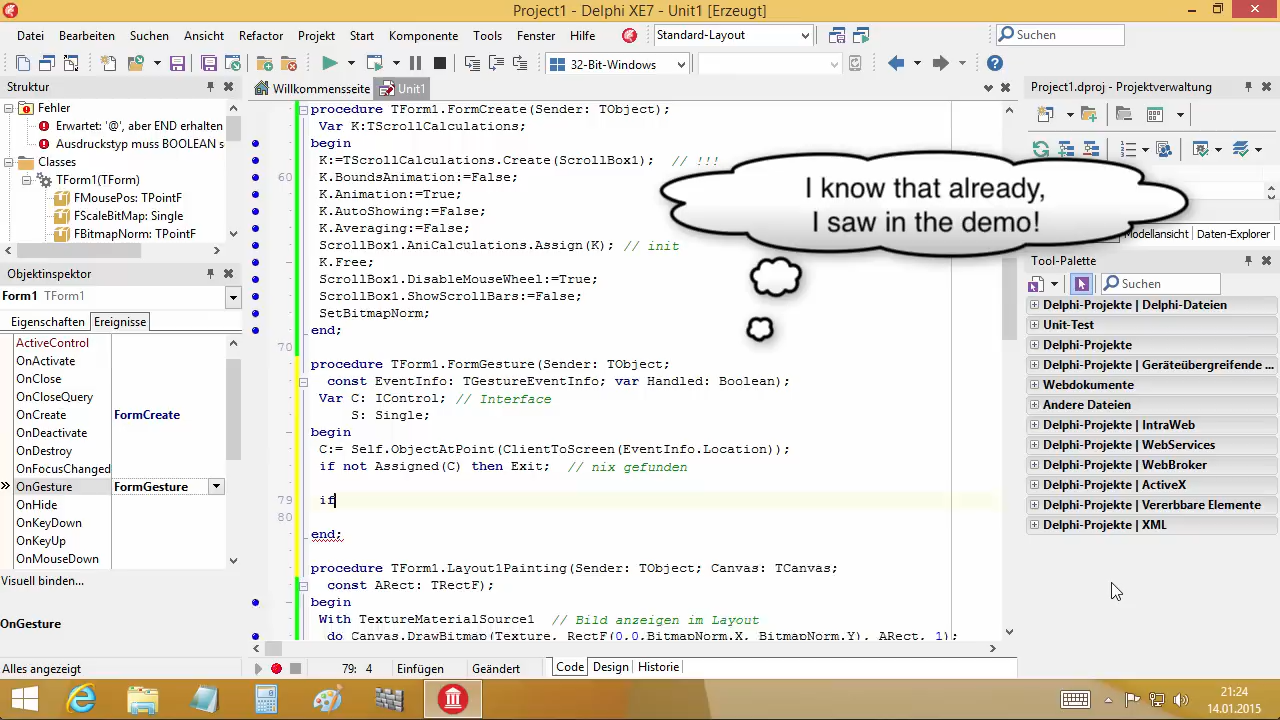 Project1 - Delphi XE7 - Unit1 [Erzeugt]
Datei Bearbeiten Suchen Ansicht Refactor Projekt Start Komponente Tools Fenster Hilfe Standard-Layout Suchen
32-Bit-Windows
Struktur
Fehler
Erwartet: '@', aber END erhalten
Ausdruckstyp muss BOOLEAN s
Classes
TForm1(TForm)
FMousePos: TPointF
FScaleBitMap: Single
FBitmapNorm: TPointF
Objektinspektor
Form1 TForm1
Eigenschaften Ereignisse
ActiveControl
OnActivate
OnClose
OnCloseQuery
OnCreate FormCreate
OnDeactivate
OnDestroy
OnFocusChanged
OnGesture FormGesture
OnHide
OnKeyDown
OnKeyUp
OnMouseDown
Visuell binden...
OnGesture
Alles angezeigt
Willkommensseite Unit1
procedure TForm1.FormCreate(Sender: TObject);
Var K:TScrollCalculations;
begin
K:=TScrollCalculations.Create(ScrollBox1); // !!!
60 K.BoundsAnimation:=False;
K.Animation:=True;
K.AutoShowing:=False;
K.Averaging:=False;
ScrollBox1.AniCalculations.Assign(K); // init
K.Free;
ScrollBox1.DisableMouseWheel:=True;
ScrollBox1.ShowScrollBars:=False;
SetBitmapNorm;
end;
70
procedure TForm1.FormGesture(Sender: TObject;
const EventInfo: TGestureEventInfo; var Handled: Boolean);
Var C: IControl; // Interface
S: Single;
begin
C:= Self.ObjectAtPoint(ClientToScreen(EventInfo.Location));
if not Assigned(C) then Exit; // nix gefunden
79 if
80
end;
procedure TForm1.Layout1Painting(Sender: TObject; Canvas: TCanvas;
const ARect: TRectF);
begin
With TextureMaterialSource1 // Bild anzeigen im Layout
do Canvas.DrawBitmap(Texture, RectF(0,0,BitmapNorm.X, BitmapNorm.Y), ARect, 1);
79: 4 Einfügen Geändert Code Design Historie
I know that already,
I saw in the demo!
Project1.dproj - Projektverwaltung
Modellansicht Daten-Explorer
Tool-Palette
Suchen
Delphi-Projekte | Delphi-Dateien
Unit-Test
Delphi-Projekte
Delphi-Projekte | Geräteübergreifende ...
Webdokumente
Andere Dateien
Delphi-Projekte | IntraWeb
Delphi-Projekte | WebServices
Delphi-Projekte | WebBroker
Delphi-Projekte | ActiveX
Delphi-Projekte | Vererbbare Elemente
Delphi-Projekte | XML
21:24
14.01.2015